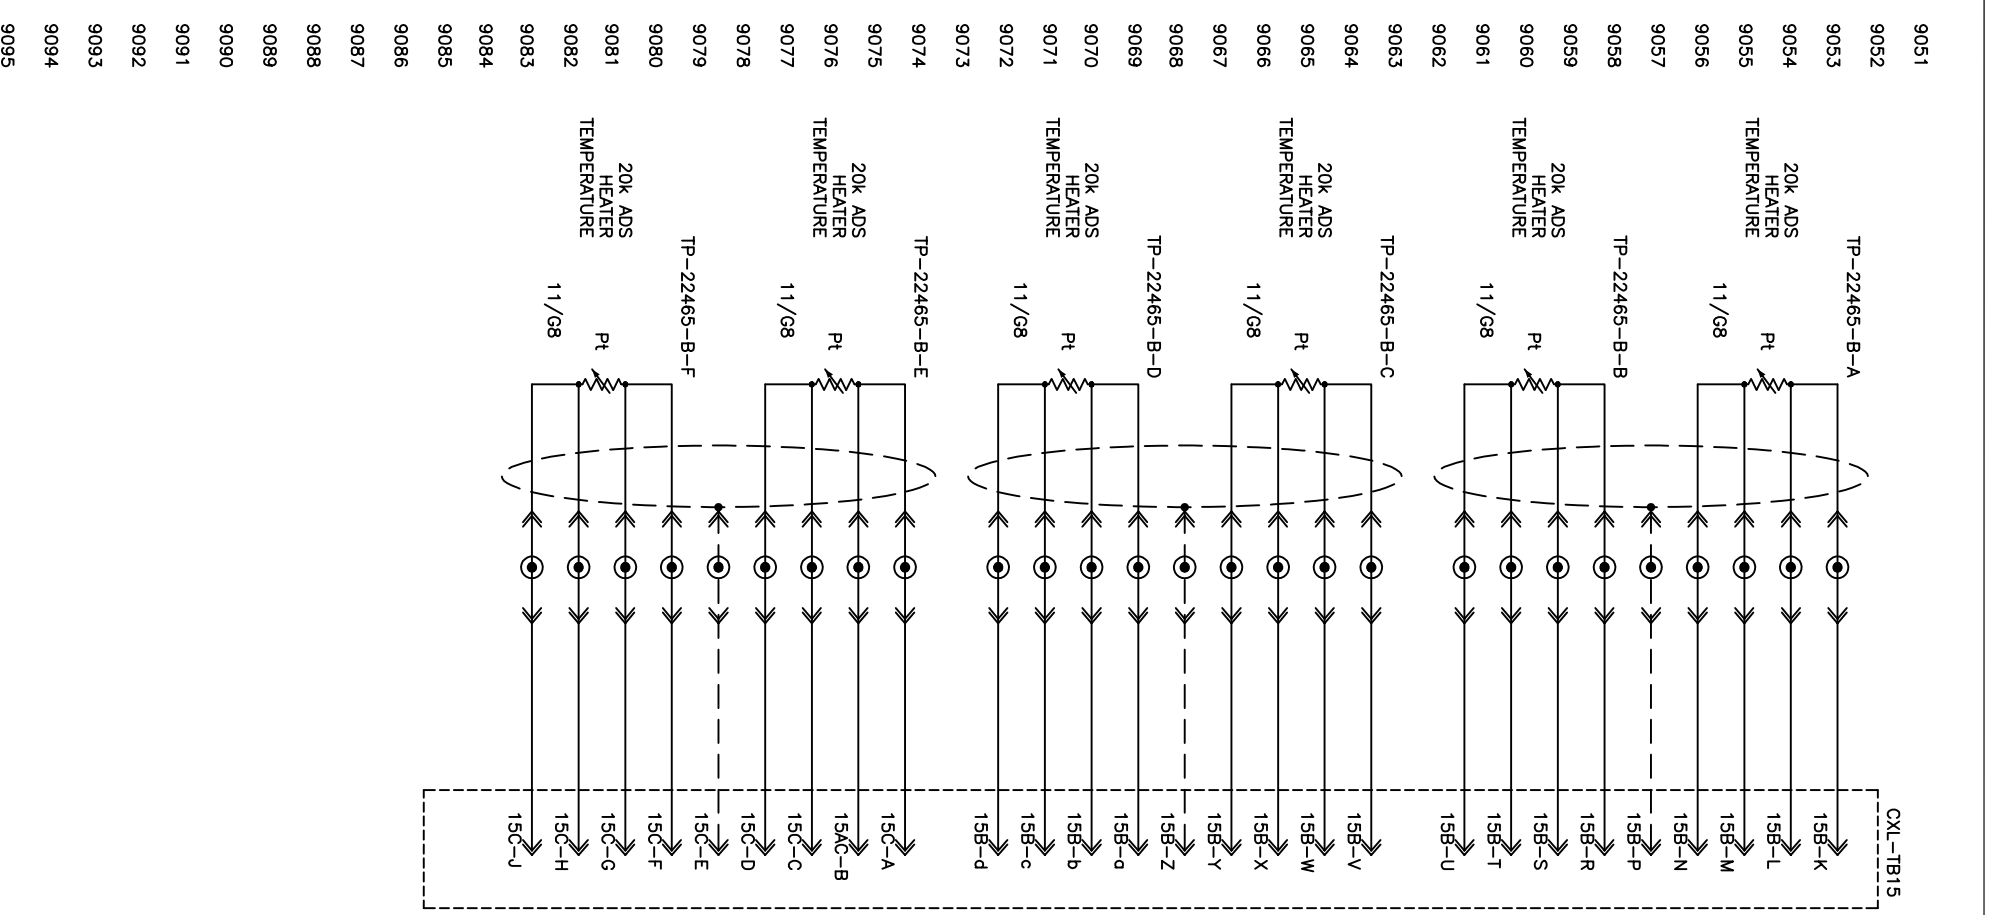 9051
9052
9053
9054
9055
9056
9057
9058
9059
9060
9061
9062
9063
9064
9065
9066
9067
9068
9069
9070
9071
9072
9073
9074
9075
9076
9077
9078
9079
9080
9081
9082
9083
9084
9085
9086
9087
9088
9089
9090
9091
9092
9093
9094
9095
TP-22465-B-A
20k ADS
HEATER
TEMPERATURE
Pt
11/G8
TP-22465-B-B
20k ADS
HEATER
TEMPERATURE
Pt
11/G8
TP-22465-B-C
20k ADS
HEATER
TEMPERATURE
Pt
11/G8
TP-22465-B-D
20k ADS
HEATER
TEMPERATURE
Pt
11/G8
TP-22465-B-E
20k ADS
HEATER
TEMPERATURE
Pt
11/G8
TP-22465-B-F
20k ADS
HEATER
TEMPERATURE
Pt
11/G8
CXL-TB15
15B-K
15B-L
15B-M
15B-N
15B-P
15B-R
15B-S
15B-T
15B-U
15B-V
15B-W
15B-X
15B-Y
15B-Z
15B-a
15B-b
15B-c
15B-d
15C-A
15AC-B
15C-C
15C-D
15C-E
15C-F
15C-G
15C-H
15C-J